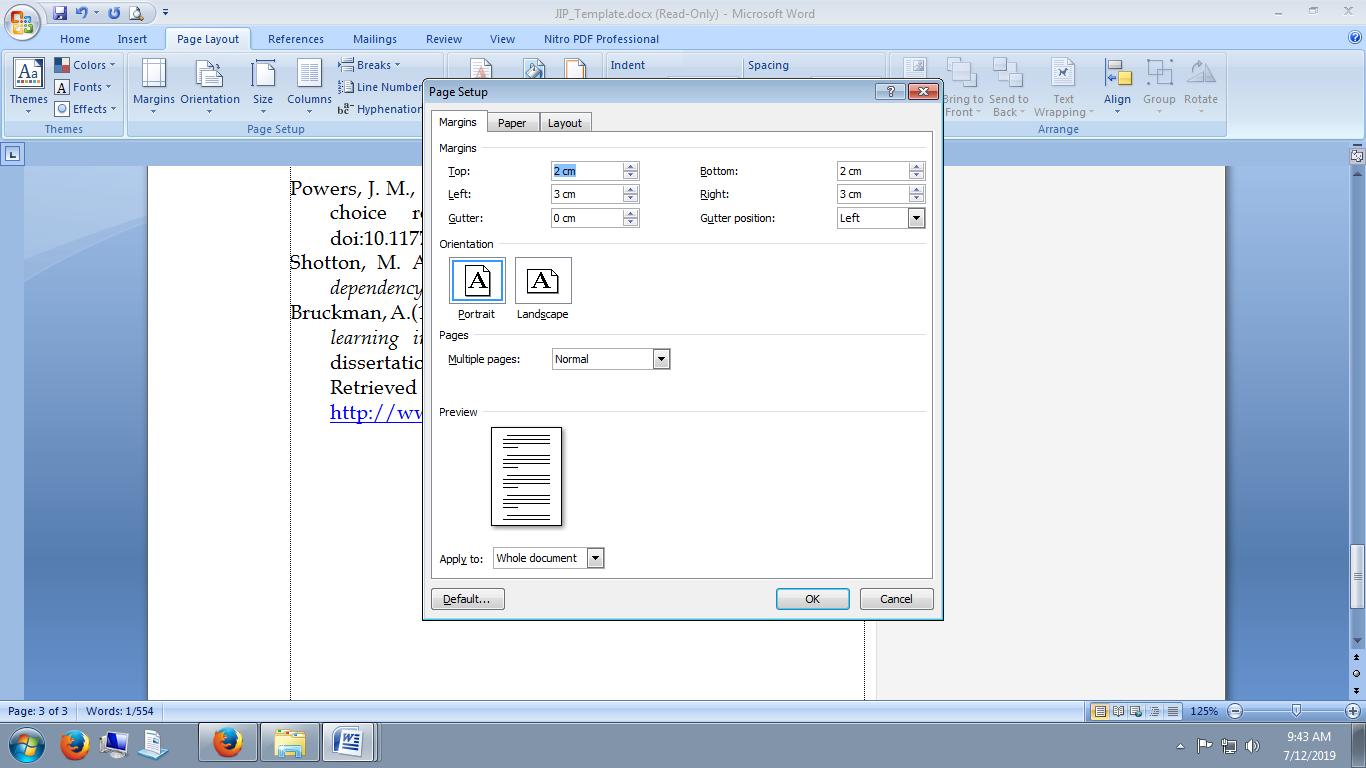 JIP_Template.docx (Read-Only) - Microsoft Word
Home Insert Page Layout References Mailings Review View Nitro PDF Professional
Aa Colors Breaks Indent Spacing
Fonts Line Number
Themes Margins Orientation Size Columns Bring to Send to Text Align Group Rotate
Effects Hyphenation Front Back Wrapping
Themes Page Setup Arrange
Page Setup
Margins Paper Layout
Margins
Top: 2 cm Bottom: 2 cm
Left: 3 cm Right: 3 cm
Gutter: 0 cm Gutter position: Left
Orientation
A A
Portrait Landscape
Pages
Multiple pages: Normal
Preview
Apply to: Whole document
Default... OK Cancel
Powers, J. M.,
choice re
doi:10.117
Shotton, M. A
dependency
Bruckman, A.(1
learning in
dissertatio
Retrieved
http://ww
Page: 3 of 3 Words: 1/554 125%
9:43 AM
7/12/2019